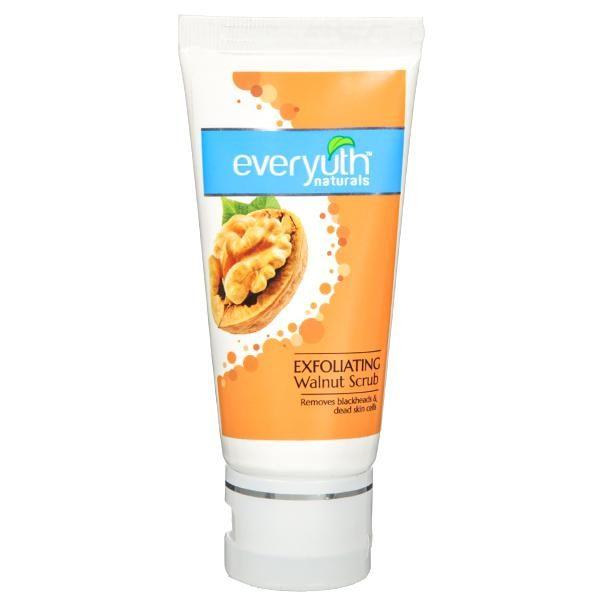 everyuth™
naturals
EXFOLIATING
Walnut Scrub
Removes blackheads &
dead skin cells